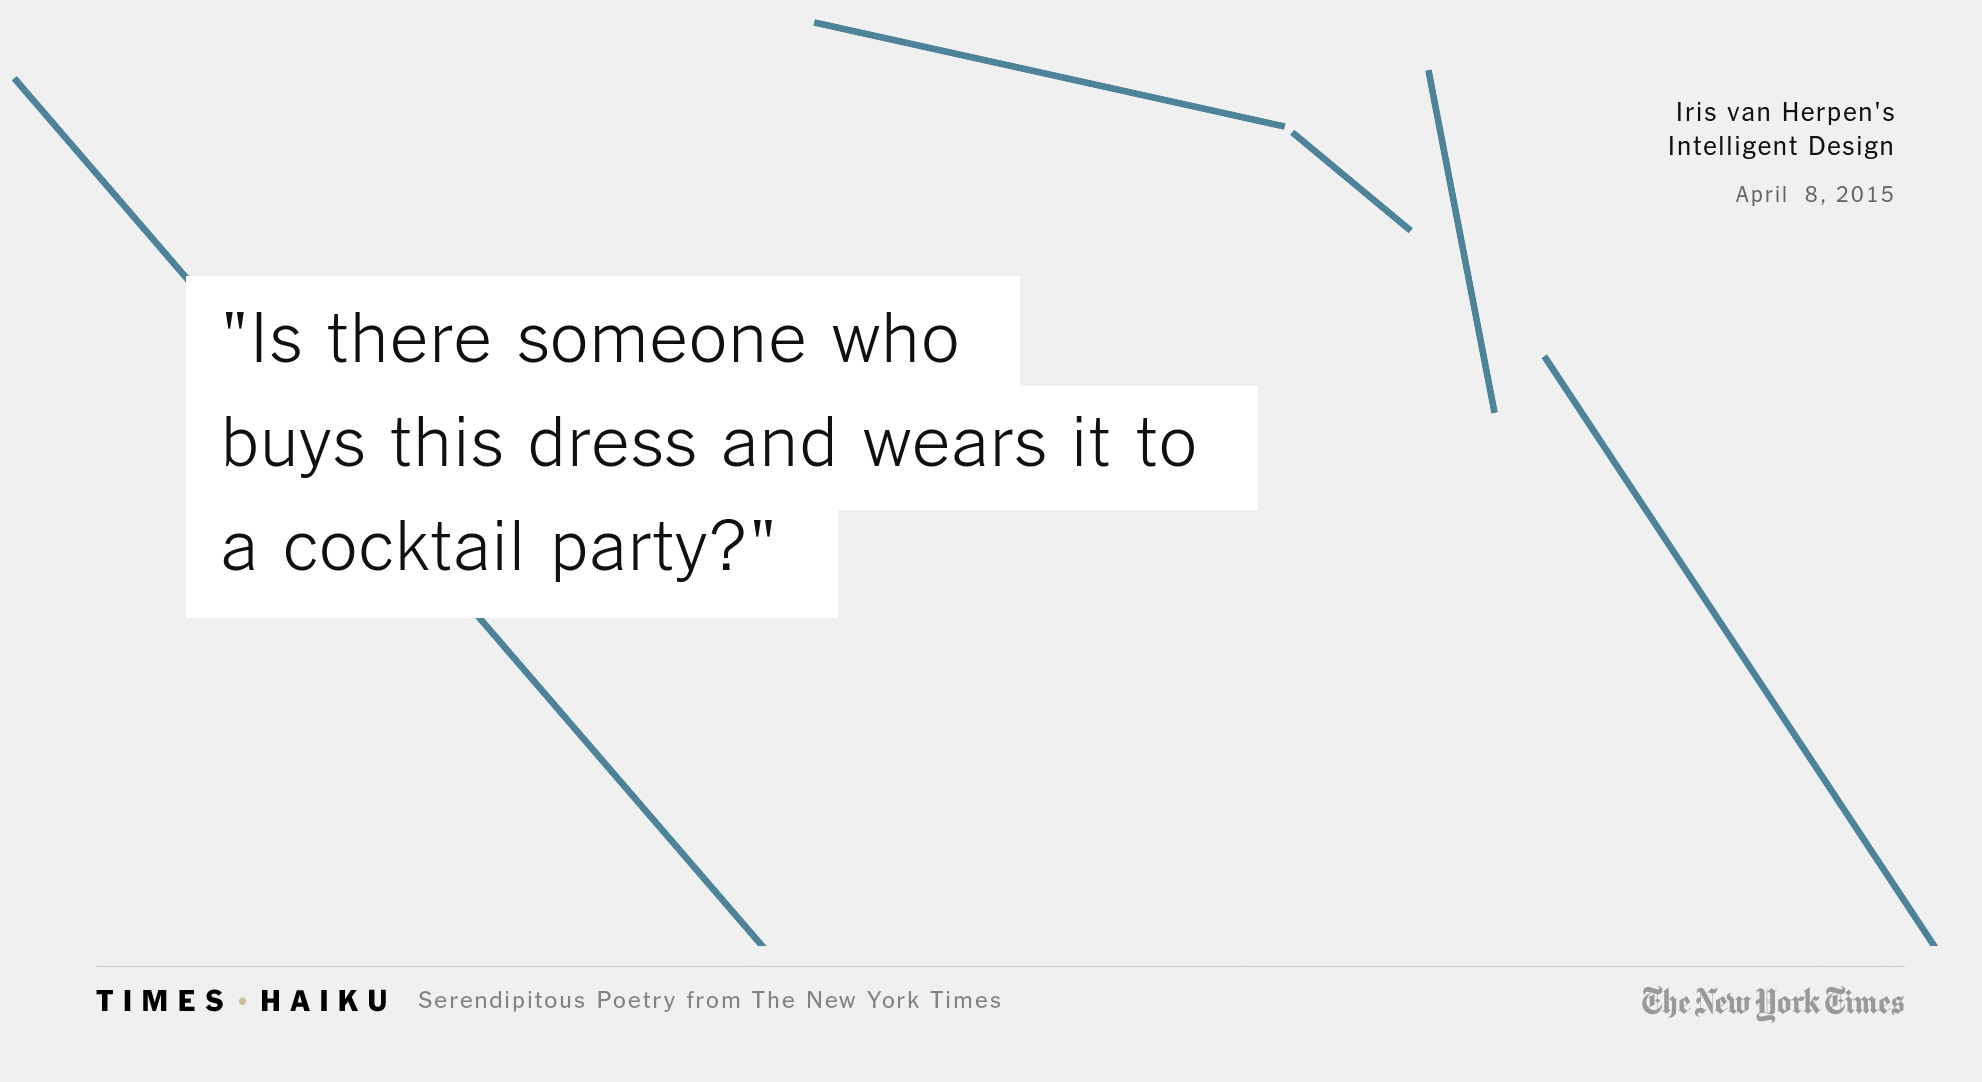 Iris van Herpen's
Intelligent Design
April 8, 2015
"Is there someone who
buys this dress and wears it to
a cocktail party?"
TIMES • HAIKU Serendipitous Poetry from The New York Times
The New York Times